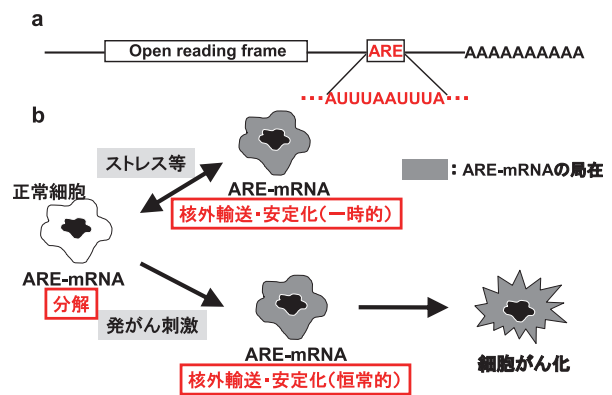 a
Open reading frame
ARE
AAAAAAAAAA
···AUUUAAUUUA···
b
ストレス等
正常細胞
ARE-mRNA
分解
ARE-mRNA
核外輸送・安定化(一時的)
：ARE-mRNAの局在
発がん刺激
ARE-mRNA
核外輸送・安定化(恒常的)
細胞がん化